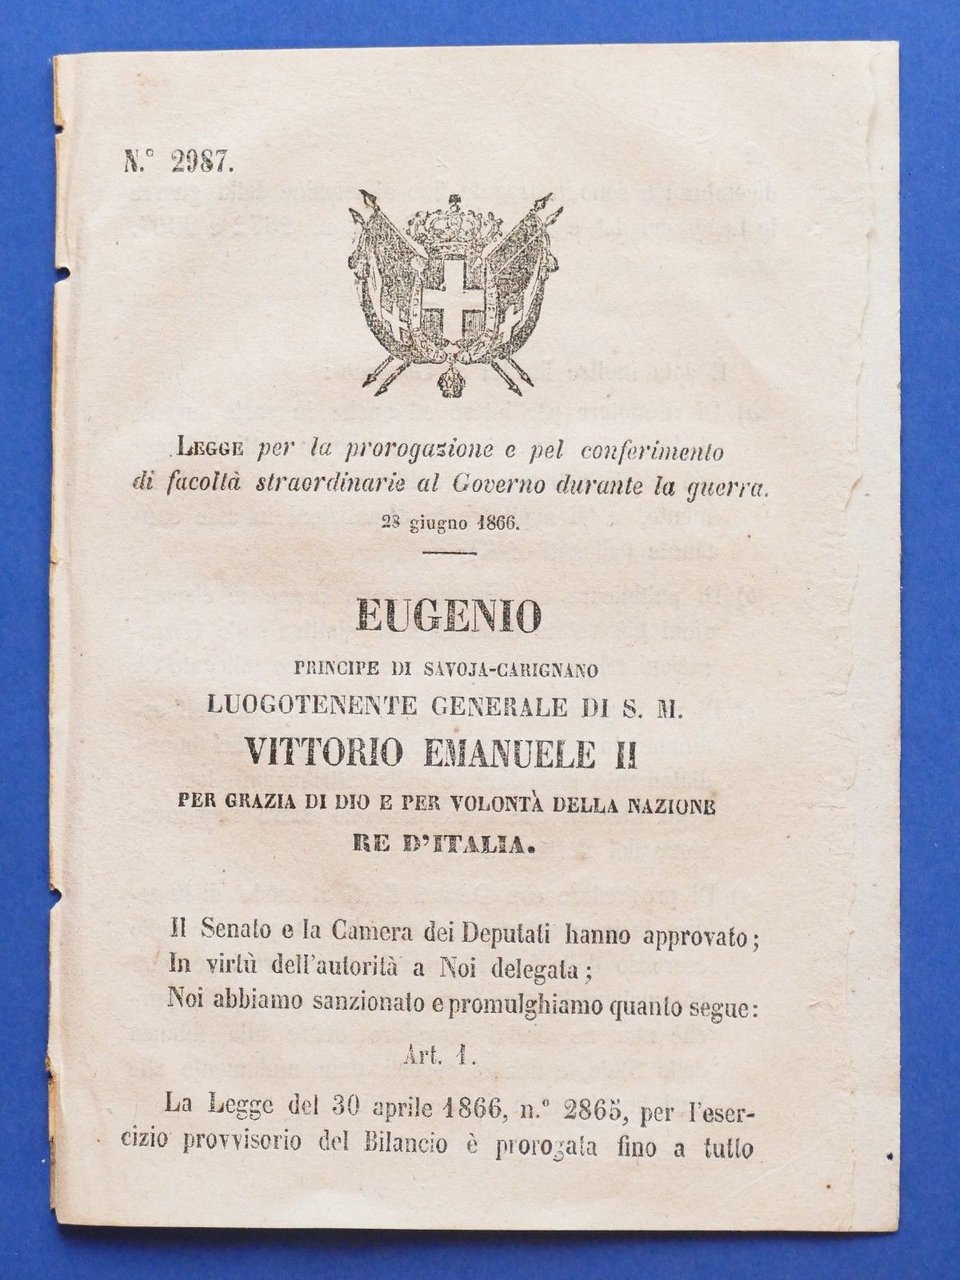 N.° 2987.
LEGGE per la prorogazione e pel conferimento
di facoltà straordinarie al Governo durante la guerra.
28 giugno 1866.
EUGENIO
PRINCIPE DI SAVOJA-CARIGNANO
LUOGOTENENTE GENERALE DI S. M.
VITTORIO EMANUELE II
PER GRAZIA DI DIO E PER VOLONTÀ DELLA NAZIONE
RE D'ITALIA.
Il Senato e la Camera dei Deputati hanno approvato;
In virtù dell'autorità a Noi delegata;
Noi abbiamo sanzionato e promulghiamo quanto segue:
Art. 1.
La Legge del 30 aprile 1866, n.° 2865, per l'eser-
cizio provvisorio del Bilancio è prorogata fino a tutto